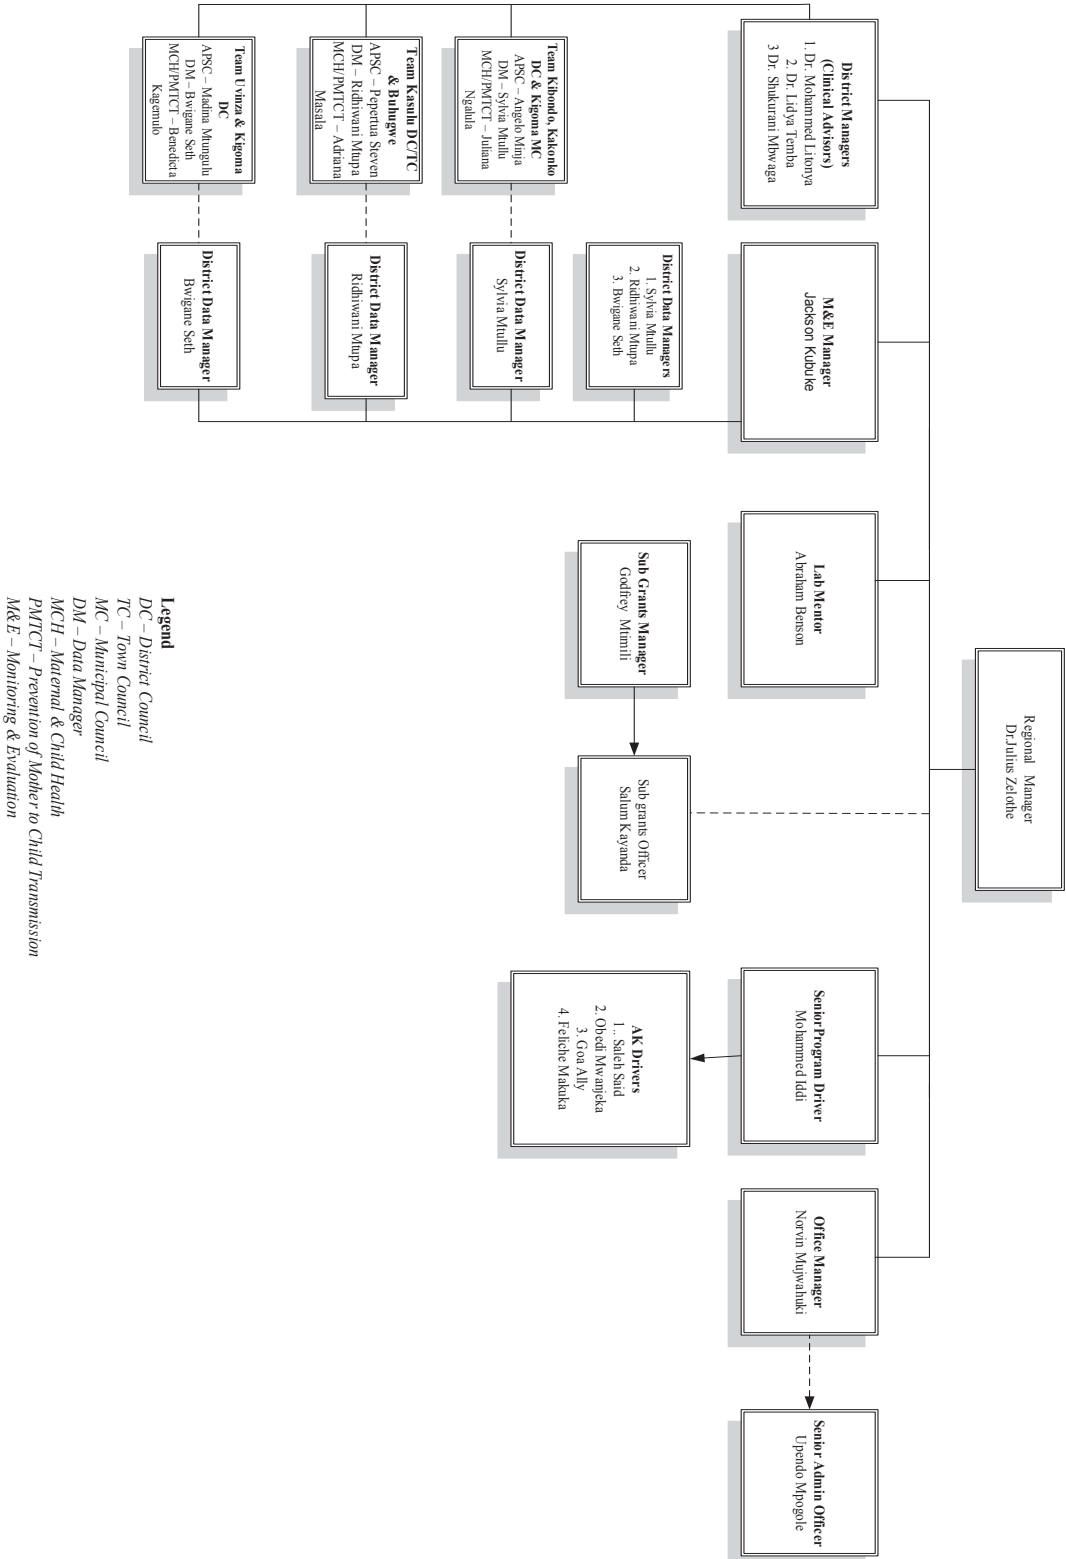 Regional Manager
Dr.Julius Zelothe
District Managers
(Clinical Advisors)
1. Dr. Mohammed Litonya
2. Dr. Lidya Temba
3 Dr. Shukurani Mbwaga
M&E Manager
Jackson Kubuke
Lab Mentor
Abraham Benson
Senior Program Driver
Mohammed Iddi
Office Manager
Norvin Mujwahuki
Senior Admin Officer
Upendo Mpogole
District Data Managers
1. Sylvia Mtullu
2. Ridhiwani Mtupa
3. Bwigane Seth
Sub Grants Manager
Godfrey Mtimili
Sub grants Officer
Salum Kayanda
AK Drivers
1 .. Saleh Said
2. Obedi Mwanjeka
3. Goa Ally
4. Feliche Makuka
Team Kibondo, Kakonko
DC & Kigoma MC
APSC – Angelo Minja
DM – Sylvia Mtullu
MCH/PMTCT – Juliana
Ngalula
District Data Manager
Sylvia Mtullu
Team Kasulu DC/TC
& Buhugwe
APSC – Pepertua Steven
DM – Ridhiwani Mtupa
MCH/PMTCT – Adriana
Masala
District Data Manager
Ridhiwani Mtupa
Team Uvinza & Kigoma
DC
APSC – Madina Mtungulu
DM – Bwigane Seth
MCH/PMTCT – Benedicta
Kagemulo
District Data Manager
Bwigane Seth
Legend
DC – District Council
TC – Town Council
MC – Municipal Council
DM – Data Manager
MCH – Maternal & Child Health
PMTCT – Prevention of Mother to Child Transmission
M&E – Monitoring & Evaluation